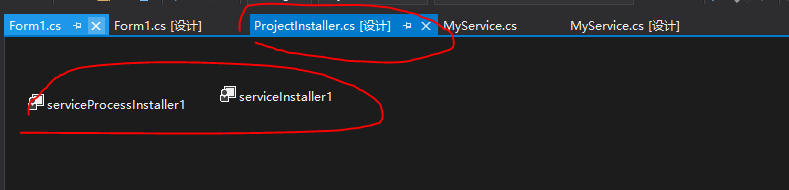 Form1.cs Form1.cs [设计] ProjectInstaller.cs [设计] MyService.cs MyService.cs [设计]
serviceProcessInstaller1 serviceInstaller1